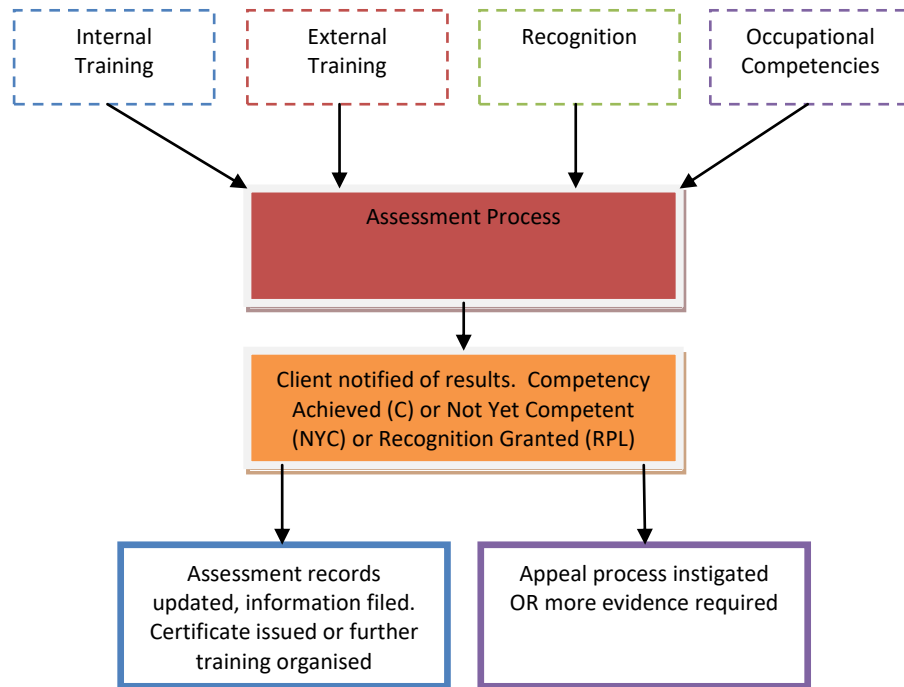 Internal
Training
External
Training
Recognition
Occupational
Competencies
Assessment Process
Client notified of results.  Competency
Achieved (C) or Not Yet Competent
(NYC) or Recognition Granted (RPL)
Assessment records
updated, information filed.
Certificate issued or further
training organised
Appeal process instigated
OR more evidence required